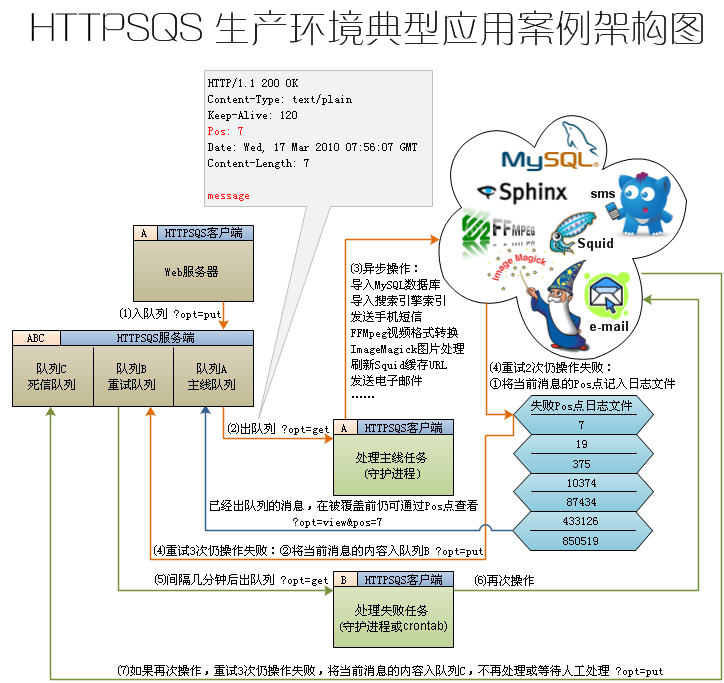 HTTPSQS 生产环境典型应用案例架构图
HTTP/1.1 200 OK
Content-Type: text/plain
Keep-Alive: 120
Pos: 7
Date: Wed, 17 Mar 2010 07:56:07 GMT
Content-Length: 7
message
MySQL
Sphinx
sms
FFMPEG
Squid
Image Magick
e-mail
A HTTPSQS客户端
Web服务器
(1)入队列 ?opt=put
ABC HTTPSQS服务端
队列C
死信队列
队列B
重试队列
队列A
主线队列
(2)出队列 ?opt=get
(3)异步操作：
导入MySQL数据库
导入搜索引擎索引
发送手机短信
FFMpeg视频格式转换
ImageMagick图片处理
刷新Squid缓存URL
发送电子邮件
……
A HTTPSQS客户端
处理主线任务
(守护进程)
(4)重试2次仍操作失败：
①将当前消息的Pos点记入日志文件
失败Pos点日志文件
7
19
375
10374
87434
433126
850519
已经出队列的消息，在被覆盖前仍可通过Pos点查看
?opt=view&pos=7
(4)重试3次仍操作失败：②将当前消息的内容入队列B ?opt=put
(5)间隔几分钟后出队列 ?opt=get
B HTTPSQS客户端
处理失败任务
(守护进程或crontab)
(6)再次操作
(7)如果再次操作，重试3次仍操作失败，将当前消息的内容入队列C，不再处理或等待人工处理 ?opt=put